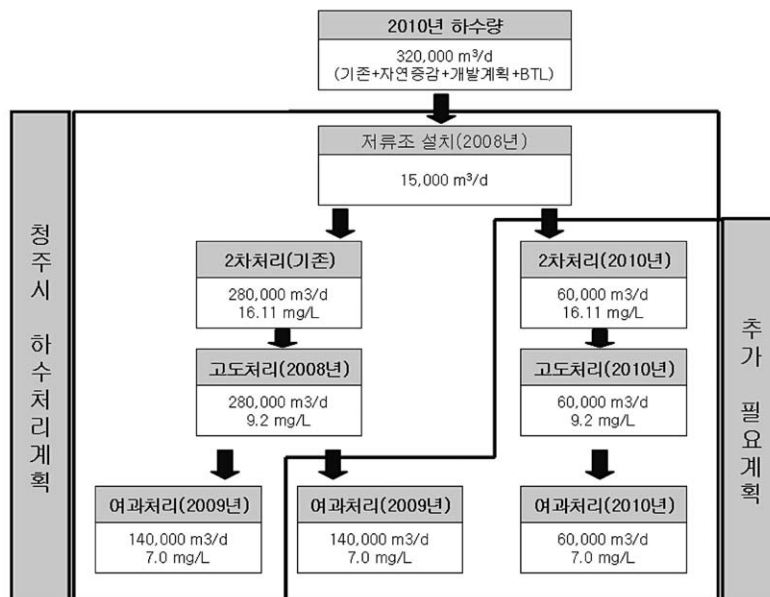 2010년 하수량
320,000 m³/d
(기존+자연증감+개발계획+BTL)
저류조 설치(2008년)
15,000 m³/d
청주시 하수처리계획
2차처리(기존)
280,000 m3/d
16.11 mg/L
2차처리(2010년)
60,000 m3/d
16.11 mg/L
고도처리(2008년)
280,000 m3/d
9.2 mg/L
고도처리(2010년)
60,000 m3/d
9.2 mg/L
여과처리(2009년)
140,000 m3/d
7.0 mg/L
여과처리(2009년)
140,000 m3/d
7.0 mg/L
여과처리(2010년)
60,000 m3/d
7.0 mg/L
추가 필요계획